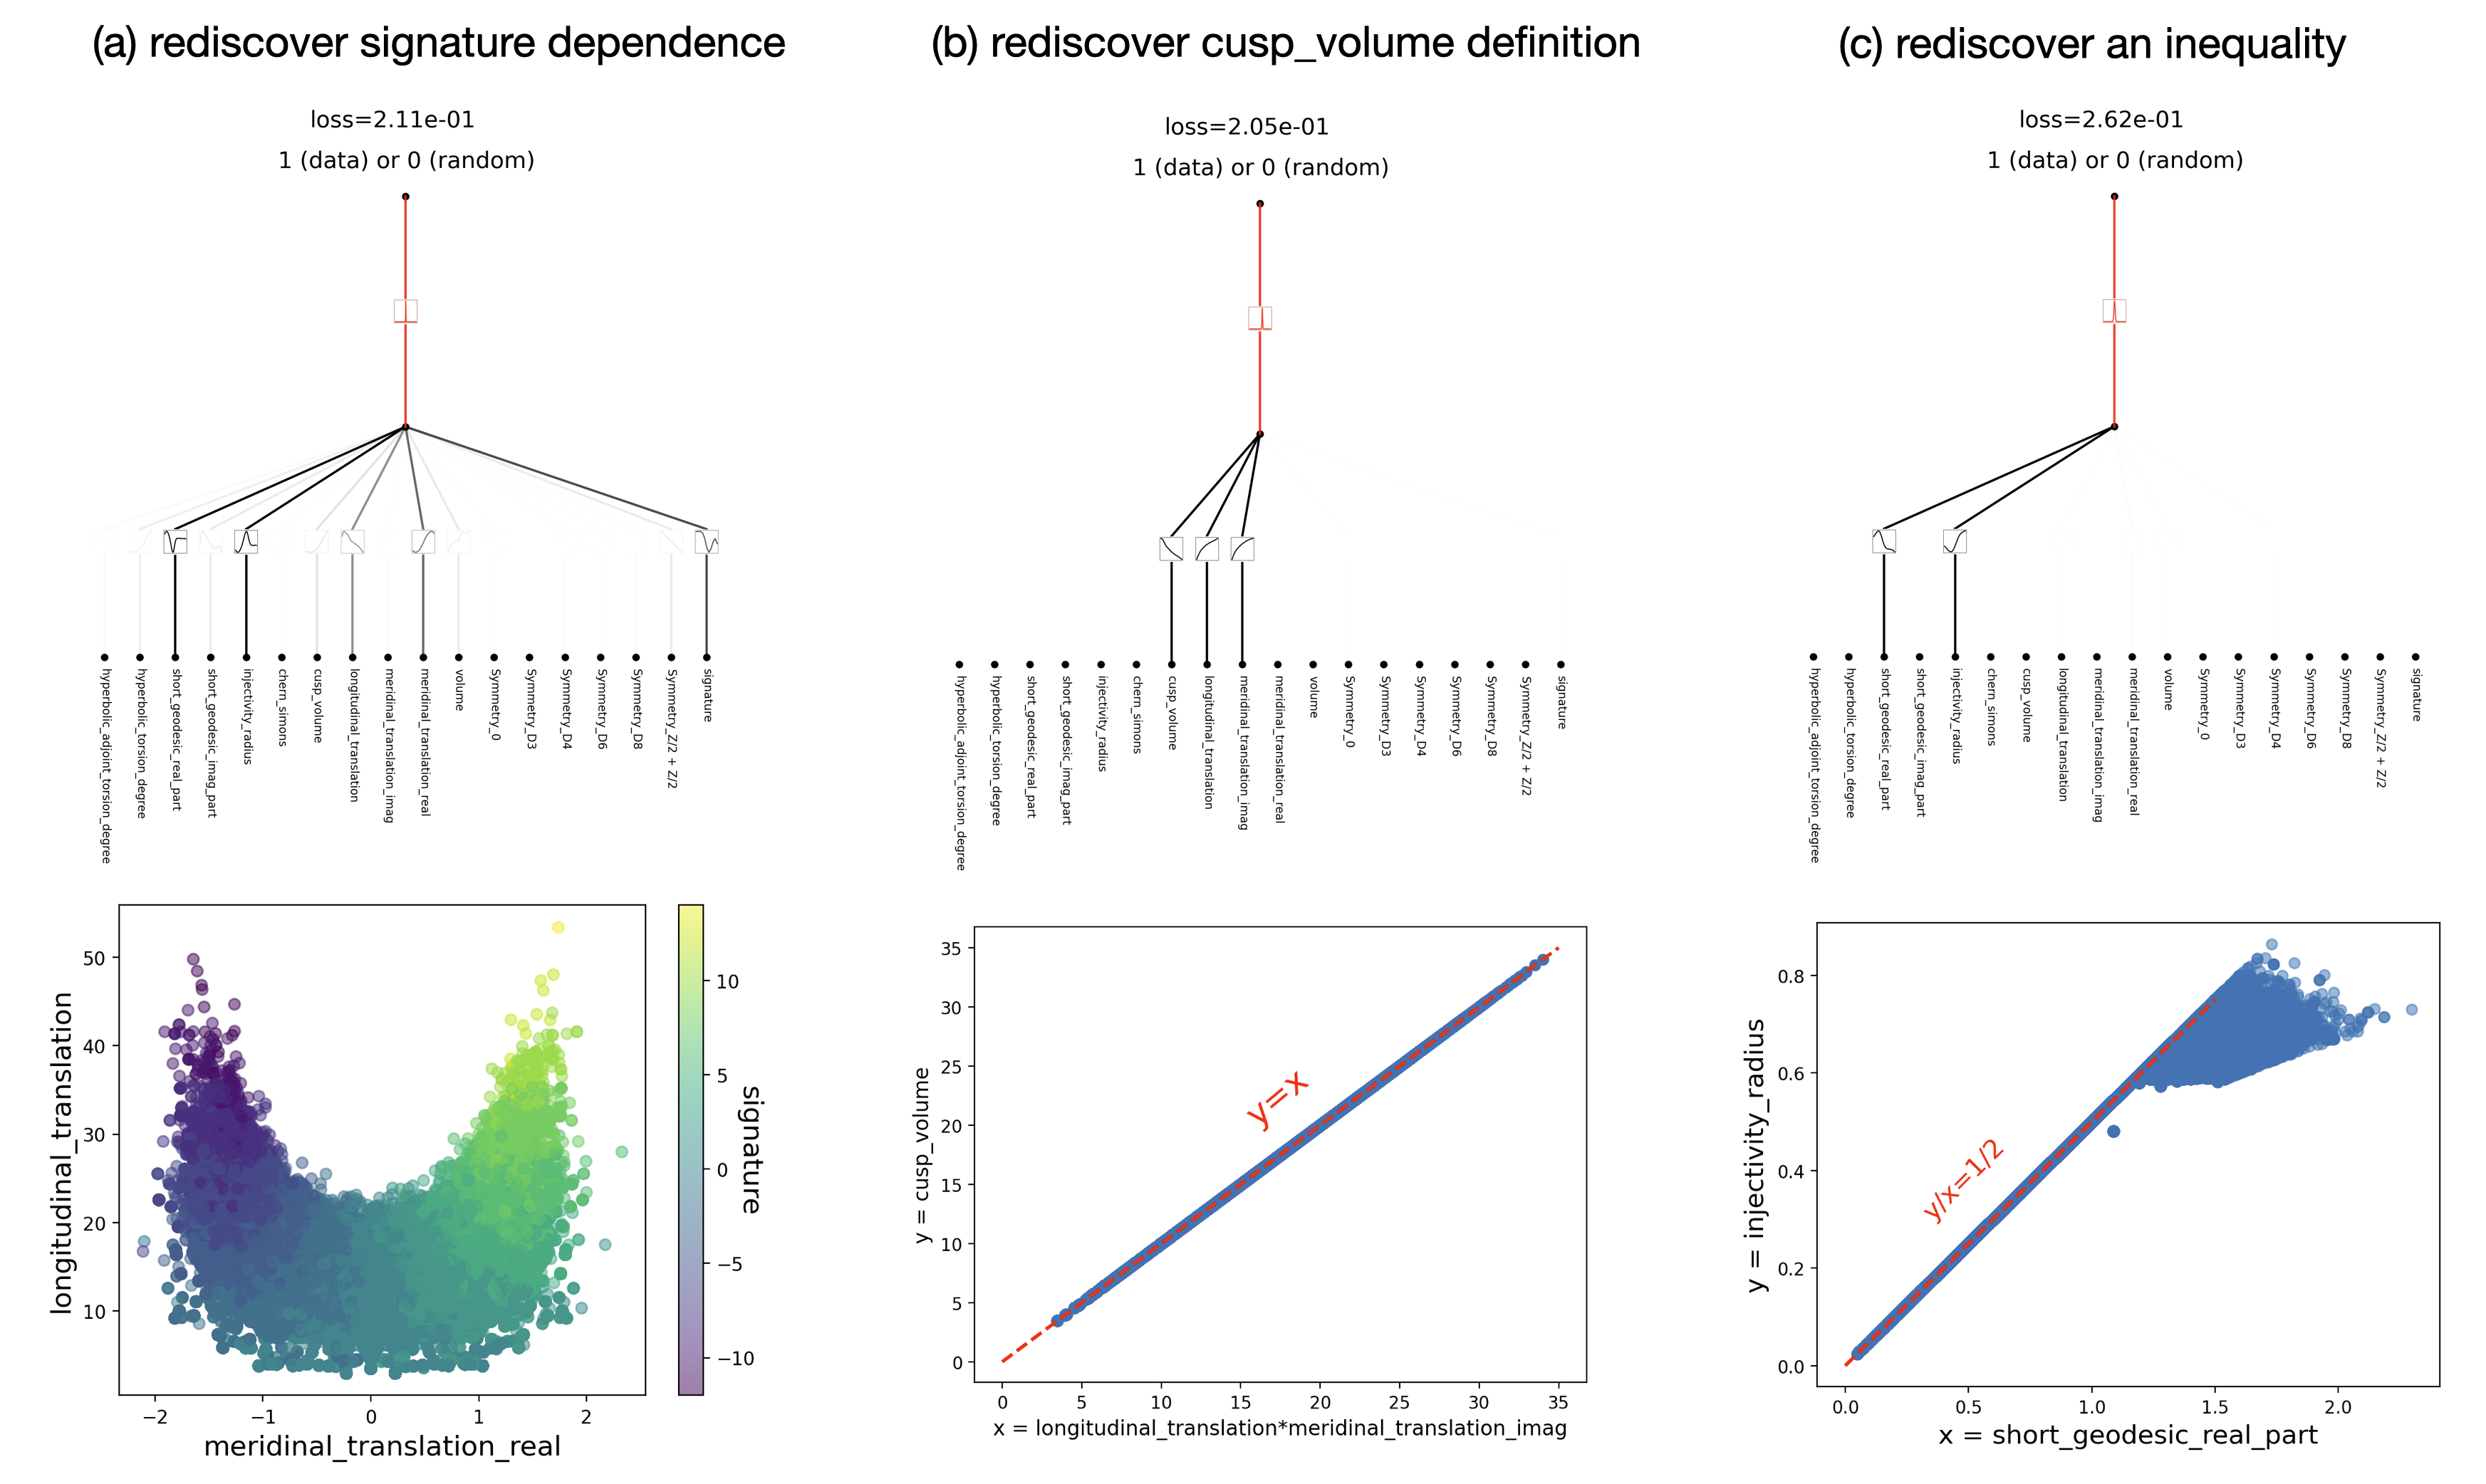 (a) rediscover signature dependence
loss=2.11e-01
1 (data) or 0 (random)
hyperbolic_adjoint_torsion_degree
hyperbolic_torsion_degree
short_geodesic_real_part
short_geodesic_imag_part
injectivity_radius
chern_simons
cusp_volume
longitudinal_translation
meridinal_translation_imag
meridinal_translation_real
volume
Symmetry_0
Symmetry_D3
Symmetry_D4
Symmetry_D6
Symmetry_D8
Symmetry_Z/2 + Z/2
signature
longitudinal_translation
50
40
30
20
10
−2
−1
0
1
2
meridinal_translation_real
10
5
0
−5
−10
signature
(b) rediscover cusp_volume definition
loss=2.05e-01
1 (data) or 0 (random)
hyperbolic_adjoint_torsion_degree
hyperbolic_torsion_degree
short_geodesic_real_part
short_geodesic_imag_part
injectivity_radius
chern_simons
cusp_volume
longitudinal_translation
meridinal_translation_imag
meridinal_translation_real
volume
Symmetry_0
Symmetry_D3
Symmetry_D4
Symmetry_D6
Symmetry_D8
Symmetry_Z/2 + Z/2
signature
y = cusp_volume
35
30
25
20
15
10
5
0
y=x
0
5
10
15
20
25
30
35
x = longitudinal_translation*meridinal_translation_imag
(c) rediscover an inequality
loss=2.62e-01
1 (data) or 0 (random)
hyperbolic_adjoint_torsion_degree
hyperbolic_torsion_degree
short_geodesic_real_part
short_geodesic_imag_part
injectivity_radius
chern_simons
cusp_volume
longitudinal_translation
meridinal_translation_imag
meridinal_translation_real
volume
Symmetry_0
Symmetry_D3
Symmetry_D4
Symmetry_D6
Symmetry_D8
Symmetry_Z/2 + Z/2
signature
y = injectivity_radius
0.8
0.6
0.4
0.2
0.0
y/x=1/2
0.0
0.5
1.0
1.5
2.0
x = short_geodesic_real_part